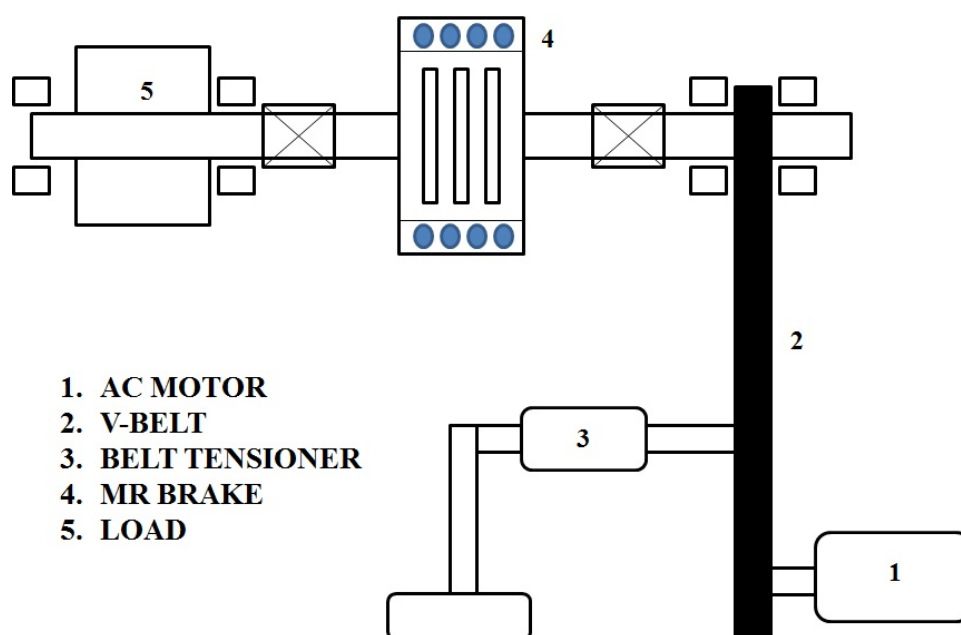 4
5
2
1. AC MOTOR
2. V-BELT
3. BELT TENSIONER
4. MR BRAKE
5. LOAD
3
1